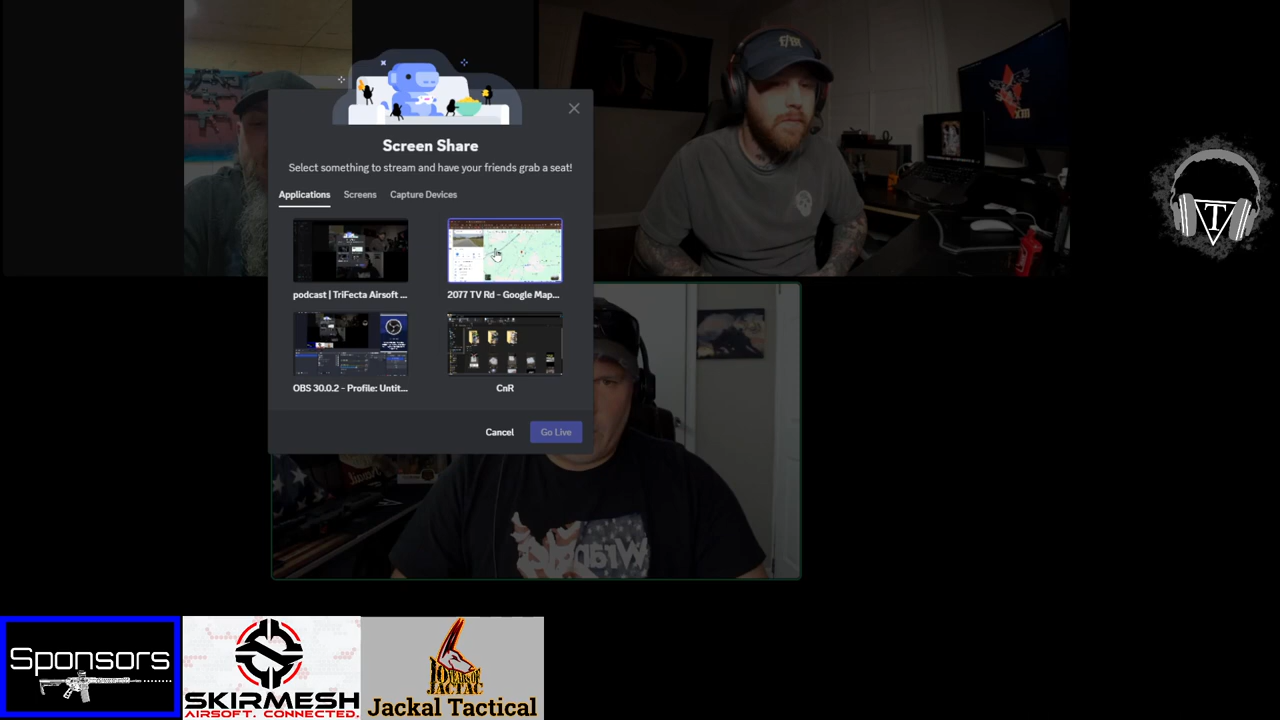 Screen Share
Select something to stream and have your friends grab a seat!
Applications Screens Capture Devices
podcast | TriFecta Airsoft ...
2077 TV Rd - Google Map...
OBS 30.0.2 - Profile: Untit...
CnR
Cancel Go Live
T
Sponsors
SKIRMESH
AIRSOFT. CONNECTED.
JACTAC
Jackal Tactical